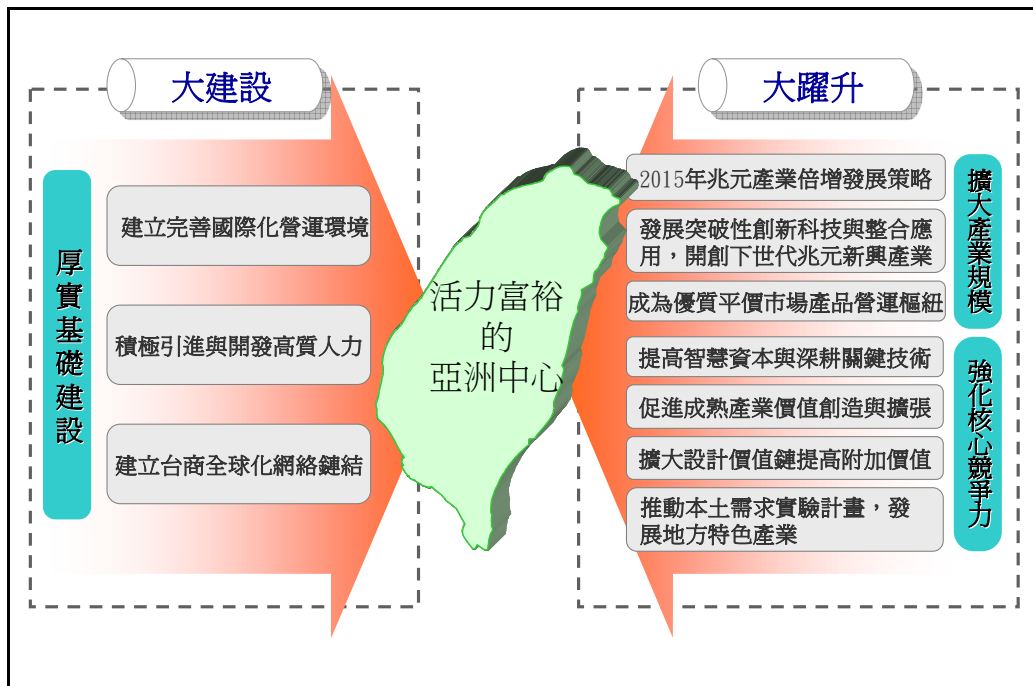 大建設
厚實基礎建設
建立完善國際化營運環境
積極引進與開發高質人力
建立台商全球化網絡鏈結
活力富裕
的
亞洲中心
大躍升
2015年兆元產業倍增發展策略
發展突破性創新科技與整合應
用，開創下世代兆元新興產業
成為優質平價市場產品營運樞紐
擴大產業規模
提高智慧資本與深耕關鍵技術
促進成熟產業價值創造與擴張
擴大設計價值鏈提高附加價值
推動本土需求實驗計畫，發
展地方特色產業
強化核心競爭力